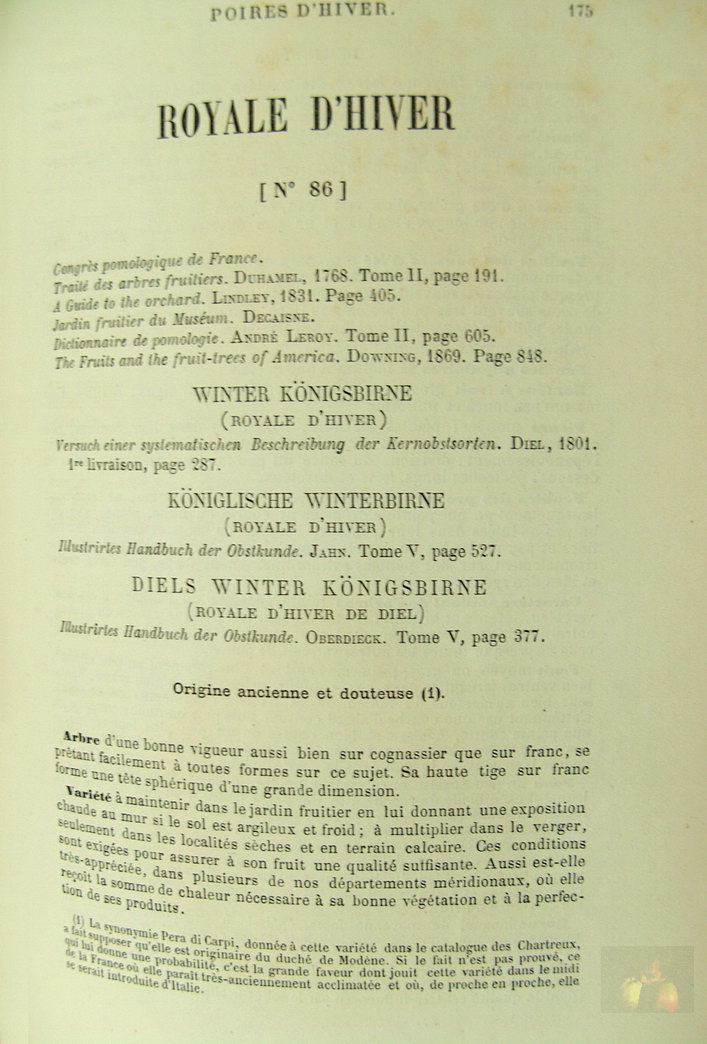 POIRES D'HIVER. 175
ROYALE D'HIVER
[ N° 86 ]
Congrès pomologique de France.
Traité des arbres fruitiers. DUHAMEL, 1768. Tome II, page 191.
A Guide to the orchard. LINDLEY, 1831. Page 405.
Jardin fruitier du Muséum. DECAISNE.
Dictionnaire de pomologie. ANDRÉ LEROY. Tome II, page 605.
The Fruits and the fruit-trees of America. DOWNING, 1869. Page 848.
WINTER KÖNIGSBIRNE
(ROYALE D'HIVER)
Versuch einer systematischen Beschreibung der Kernobstsorten. DIEL, 1801.
1re livraison, page 287.
KÖNIGLISCHE WINTERBIRNE
(ROYALE D'HIVER)
Illustrirtes Handbuch der Obstkunde. JAHN. Tome V, page 527.
DIELS WINTER KÖNIGSBIRNE
(ROYALE D'HIVER DE DIEL)
Illustrirtes Handbuch der Obstkunde. OBERDIECK. Tome V, page 377.
Origine ancienne et douteuse (1).
Arbre d'une bonne vigueur aussi bien sur cognassier que sur franc, se
prêtant facilement à toutes formes sur ce sujet. Sa haute tige sur franc
forme une tête sphérique d'une grande dimension.
Variété à maintenir dans le jardin fruitier en lui donnant une exposition
chaude au mur si le sol est argileux et froid ; à multiplier dans le verger,
seulement dans les localités sèches et en terrain calcaire. Ces conditions
sont exigées pour assurer à son fruit une qualité suffisante. Aussi est-elle
très-appréciée, dans plusieurs de nos départements méridionaux, où elle
reçoit la somme de chaleur nécessaire à sa bonne végétation et à la perfec-
tion de ses produits.
(1) La synonymie Pera di Carpi, donnée à cette variété dans le catalogue des Chartreux,
a fait supposer qu'elle est originaire du duché de Modène. Si le fait n'est pas prouvé, ce
qui lui donne une probabilité, c'est la grande faveur dont jouit cette variété dans le midi
de la France où elle paraît très-anciennement acclimatée et où, de proche en proche, elle
se serait introduite d'Italie.